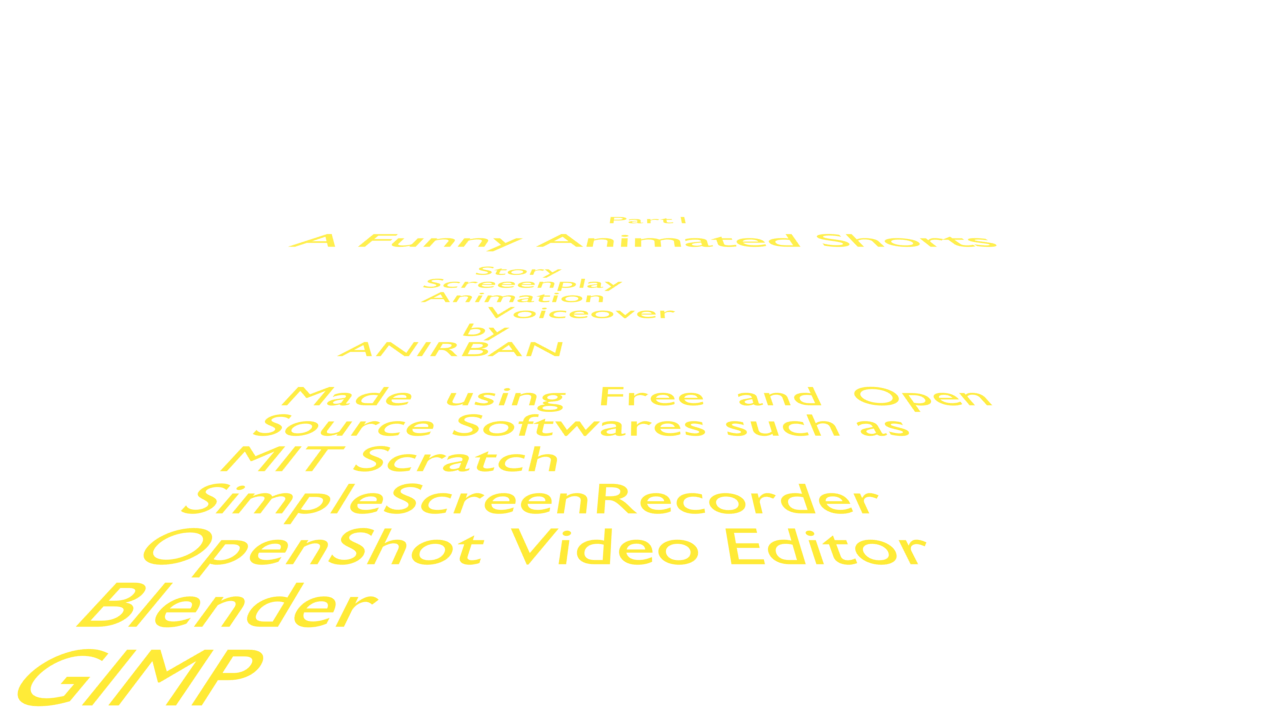 Part1
A Funny Animated Shorts
Story
Screeenplay
Animation
Voiceover
by
ANIRBAN
Made using Free and Open
Source Softwares such as
MIT Scratch
SimpleScreenRecorder
OpenShot Video Editor
Blender
GIMP